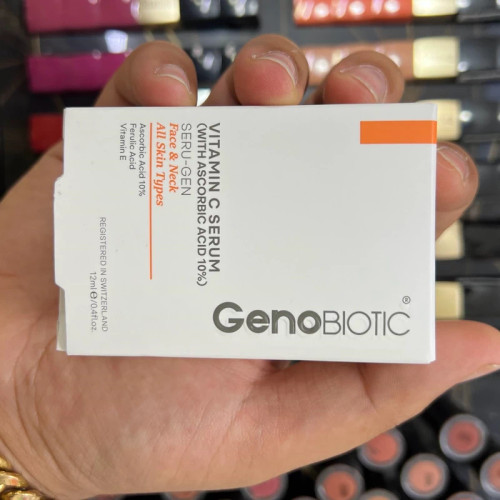 GenoBIOTIC®
VITAMIN C SERUM
(WITH ASCORBIC ACID 10%)
SERU-GEN
Face & Neck
All Skin Types
Ascorbic Acid 10%
Ferulic Acid
Vitamin E
REGISTERED IN SWITZERLAND
12ml ℮/0.4fl.oz.